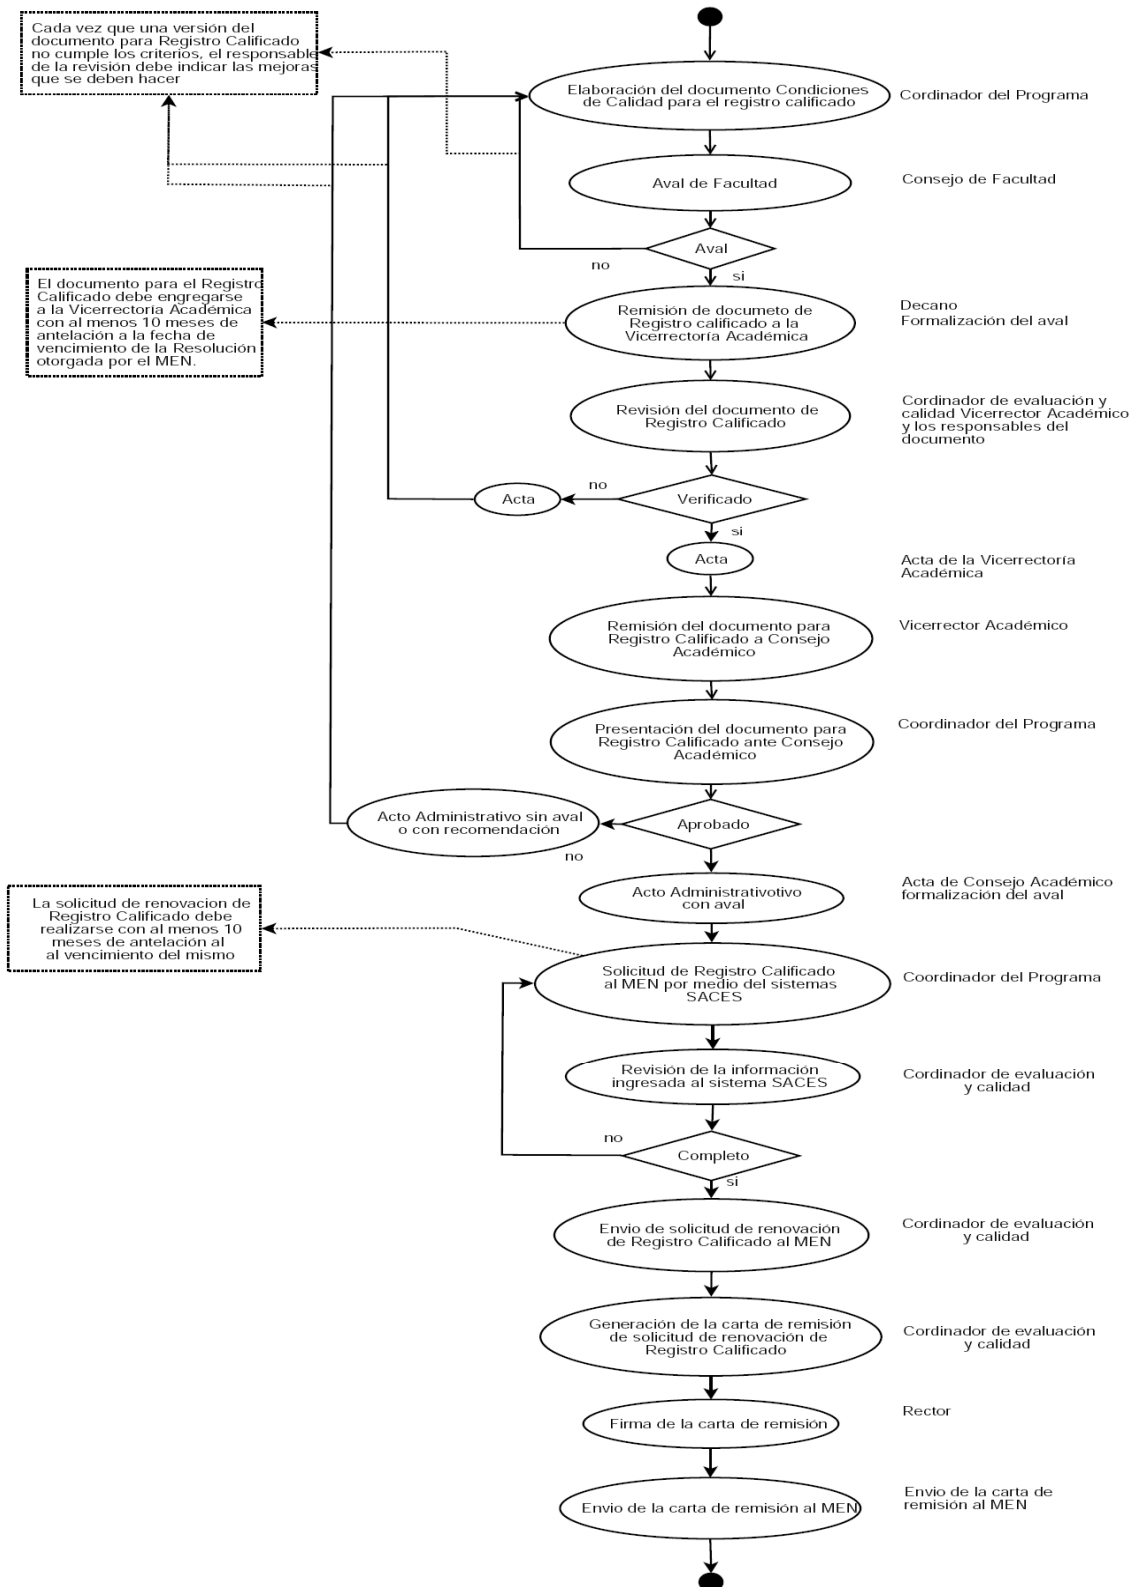 Cada vez que una versión del
documento para Registro Calificado
no cumple los criterios, el responsable
de la revisión debe indicar las mejoras
que se deben hacer
Elaboración del documento Condiciones
de Calidad para el registro calificado
Cordinador del Programa
Aval de Facultad
Consejo de Facultad
Aval
no
si
El documento para el Registro
Calificado debe engregarse
a la Vicerrectoría Académica
con al menos 10 meses de
antelación a la fecha de
vencimiento de la Resolución
otorgada por el MEN.
Remisión de documeto de
Registro calificado a la
Vicerrectoría Académica
Decano
Formalización del aval
Revisión del documento de
Registro Calificado
Cordinador de evaluación y
calidad Vicerrector Académico
y los responsables del
documento
Verificado
no
Acta
si
Acta
Acta de la Vicerrectoría
Académica
Remisión del documento para
Registro Calificado a Consejo
Académico
Vicerrector Académico
Presentación del documento para
Registro Calificado ante Consejo
Académico
Coordinador del Programa
Acto Administrativo sin aval
o con recomendación
Aprobado
no
Acto Administrativotivo
con aval
Acta de Consejo Académico
formalización del aval
La solicitud de renovacion de
Registro Calificado debe
realizarse con al menos 10
meses de antelación al
al vencimiento del mismo
Solicitud de Registro Calificado
al MEN por medio del sistemas
SACES
Coordinador del Programa
Revisión de la información
ingresada al sistema SACES
Cordinador de evaluación
y calidad
no
Completo
si
Envio de solicitud de renovación
de Registro Calificado al MEN
Cordinador de evaluación
y calidad
Generación de la carta de remisión
de solicitud de renovación de
Registro Calificado
Cordinador de evaluación
y calidad
Firma de la carta de remisión
Rector
Envio de la carta de remisión al MEN
Envio de la carta de
remisión al MEN